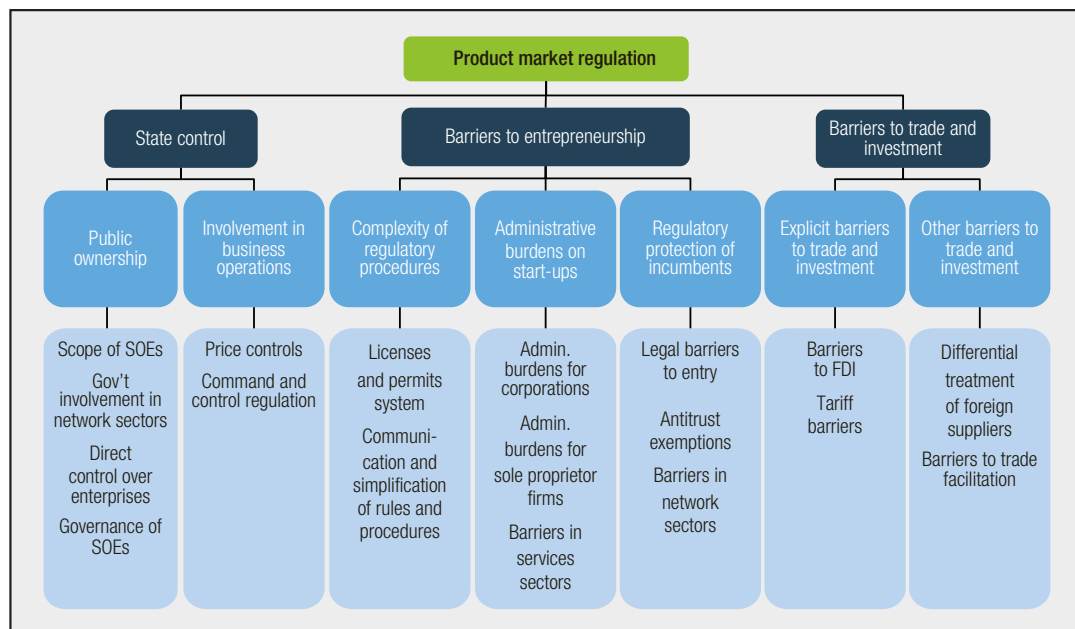 Product market regulation
State control
Barriers to entrepreneurship
Barriers to trade and
investment
Public
ownership
Involvement in
business
operations
Complexity of
regulatory
procedures
Administrative
burdens on
start-ups
Regulatory
protection of
incumbents
Explicit barriers
to trade and
investment
Other barriers to
trade and
investment
Scope of SOEs
Gov't
involvement in
network sectors
Direct
control over
enterprises
Governance of
SOEs
Price controls
Command and
control regulation
Licenses
and permits
system
Communi-
cation and
simplification
of rules and
procedures
Admin.
burdens for
corporations
Admin.
burdens for
sole proprietor
firms
Barriers in
services
sectors
Legal barriers
to entry
Antitrust
exemptions
Barriers in
network
sectors
Barriers
to FDI
Tariff
barriers
Differential
treatment
of foreign
suppliers
Barriers to trade
facilitation